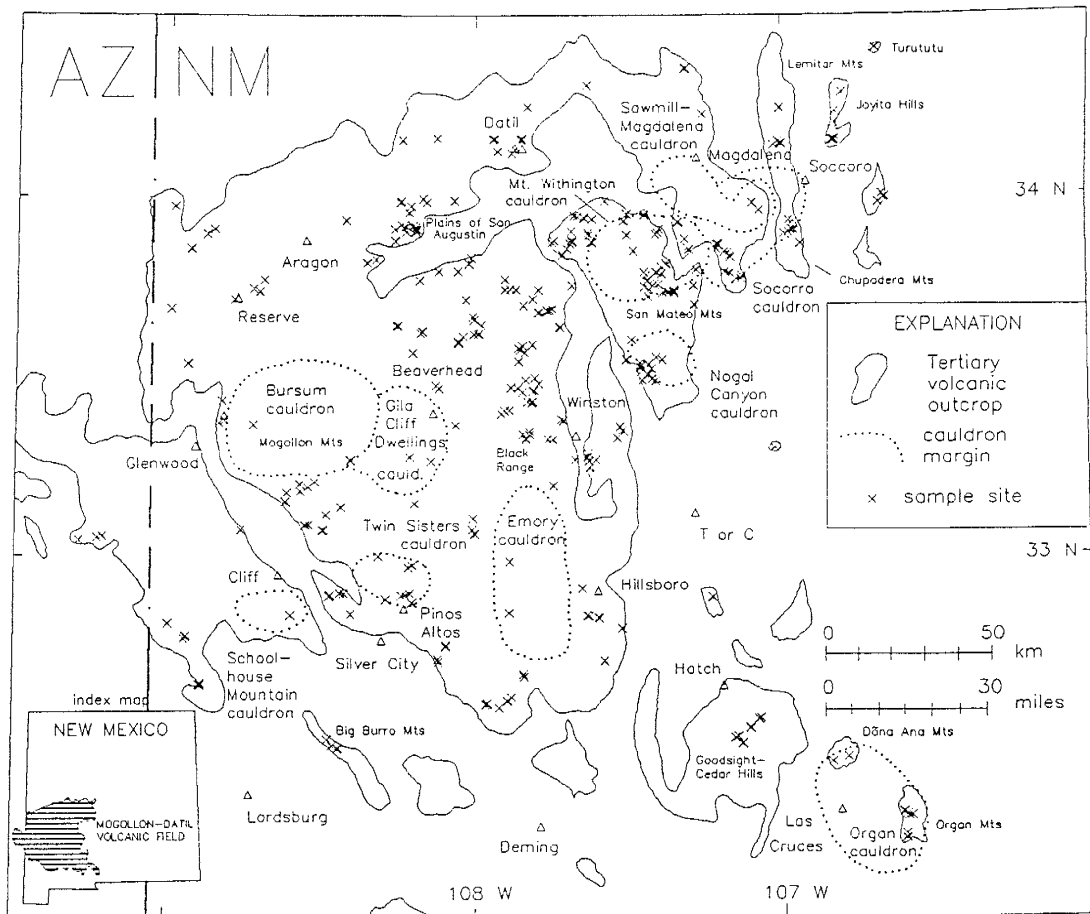 AZ NM
Turututu
Lemitar Mts
Joyita Hills
Sawmill-
Magdalena
cauldron
Datil
Magdalena
Soccoro
34 N
Mt. Withington
cauldron
Plains of San
Augustin
Aragon
Chupadera Mts
Socorro
cauldron
Reserve
San Mateo Mts
EXPLANATION
Tertiary
volcanic
outcrop
cauldron
margin
sample site
Beaverhead
Bursum
cauldron
Mogollon Mts
Gila
Cliff
Dwellings
cauld.
Winston
Nogal
Canyon
cauldron
Glenwood
Black
Range
Twin Sisters
cauldron
Emory
cauldron
T or C
33 N
Cliff
Hillsboro
Pinos
Altos
Silver City
School-
house
Mountain
cauldron
Hatch
0 50
km
0 30
miles
index map
NEW MEXICO
MOGOLLON-DATIL
VOLCANIC FIELD
Big Burro Mts
Goodsight-
Cedar Hills
Dõna Ana Mts
Lordsburg
Deming
Las
Cruces
Organ
cauldron
Organ Mts
108 W
107 W